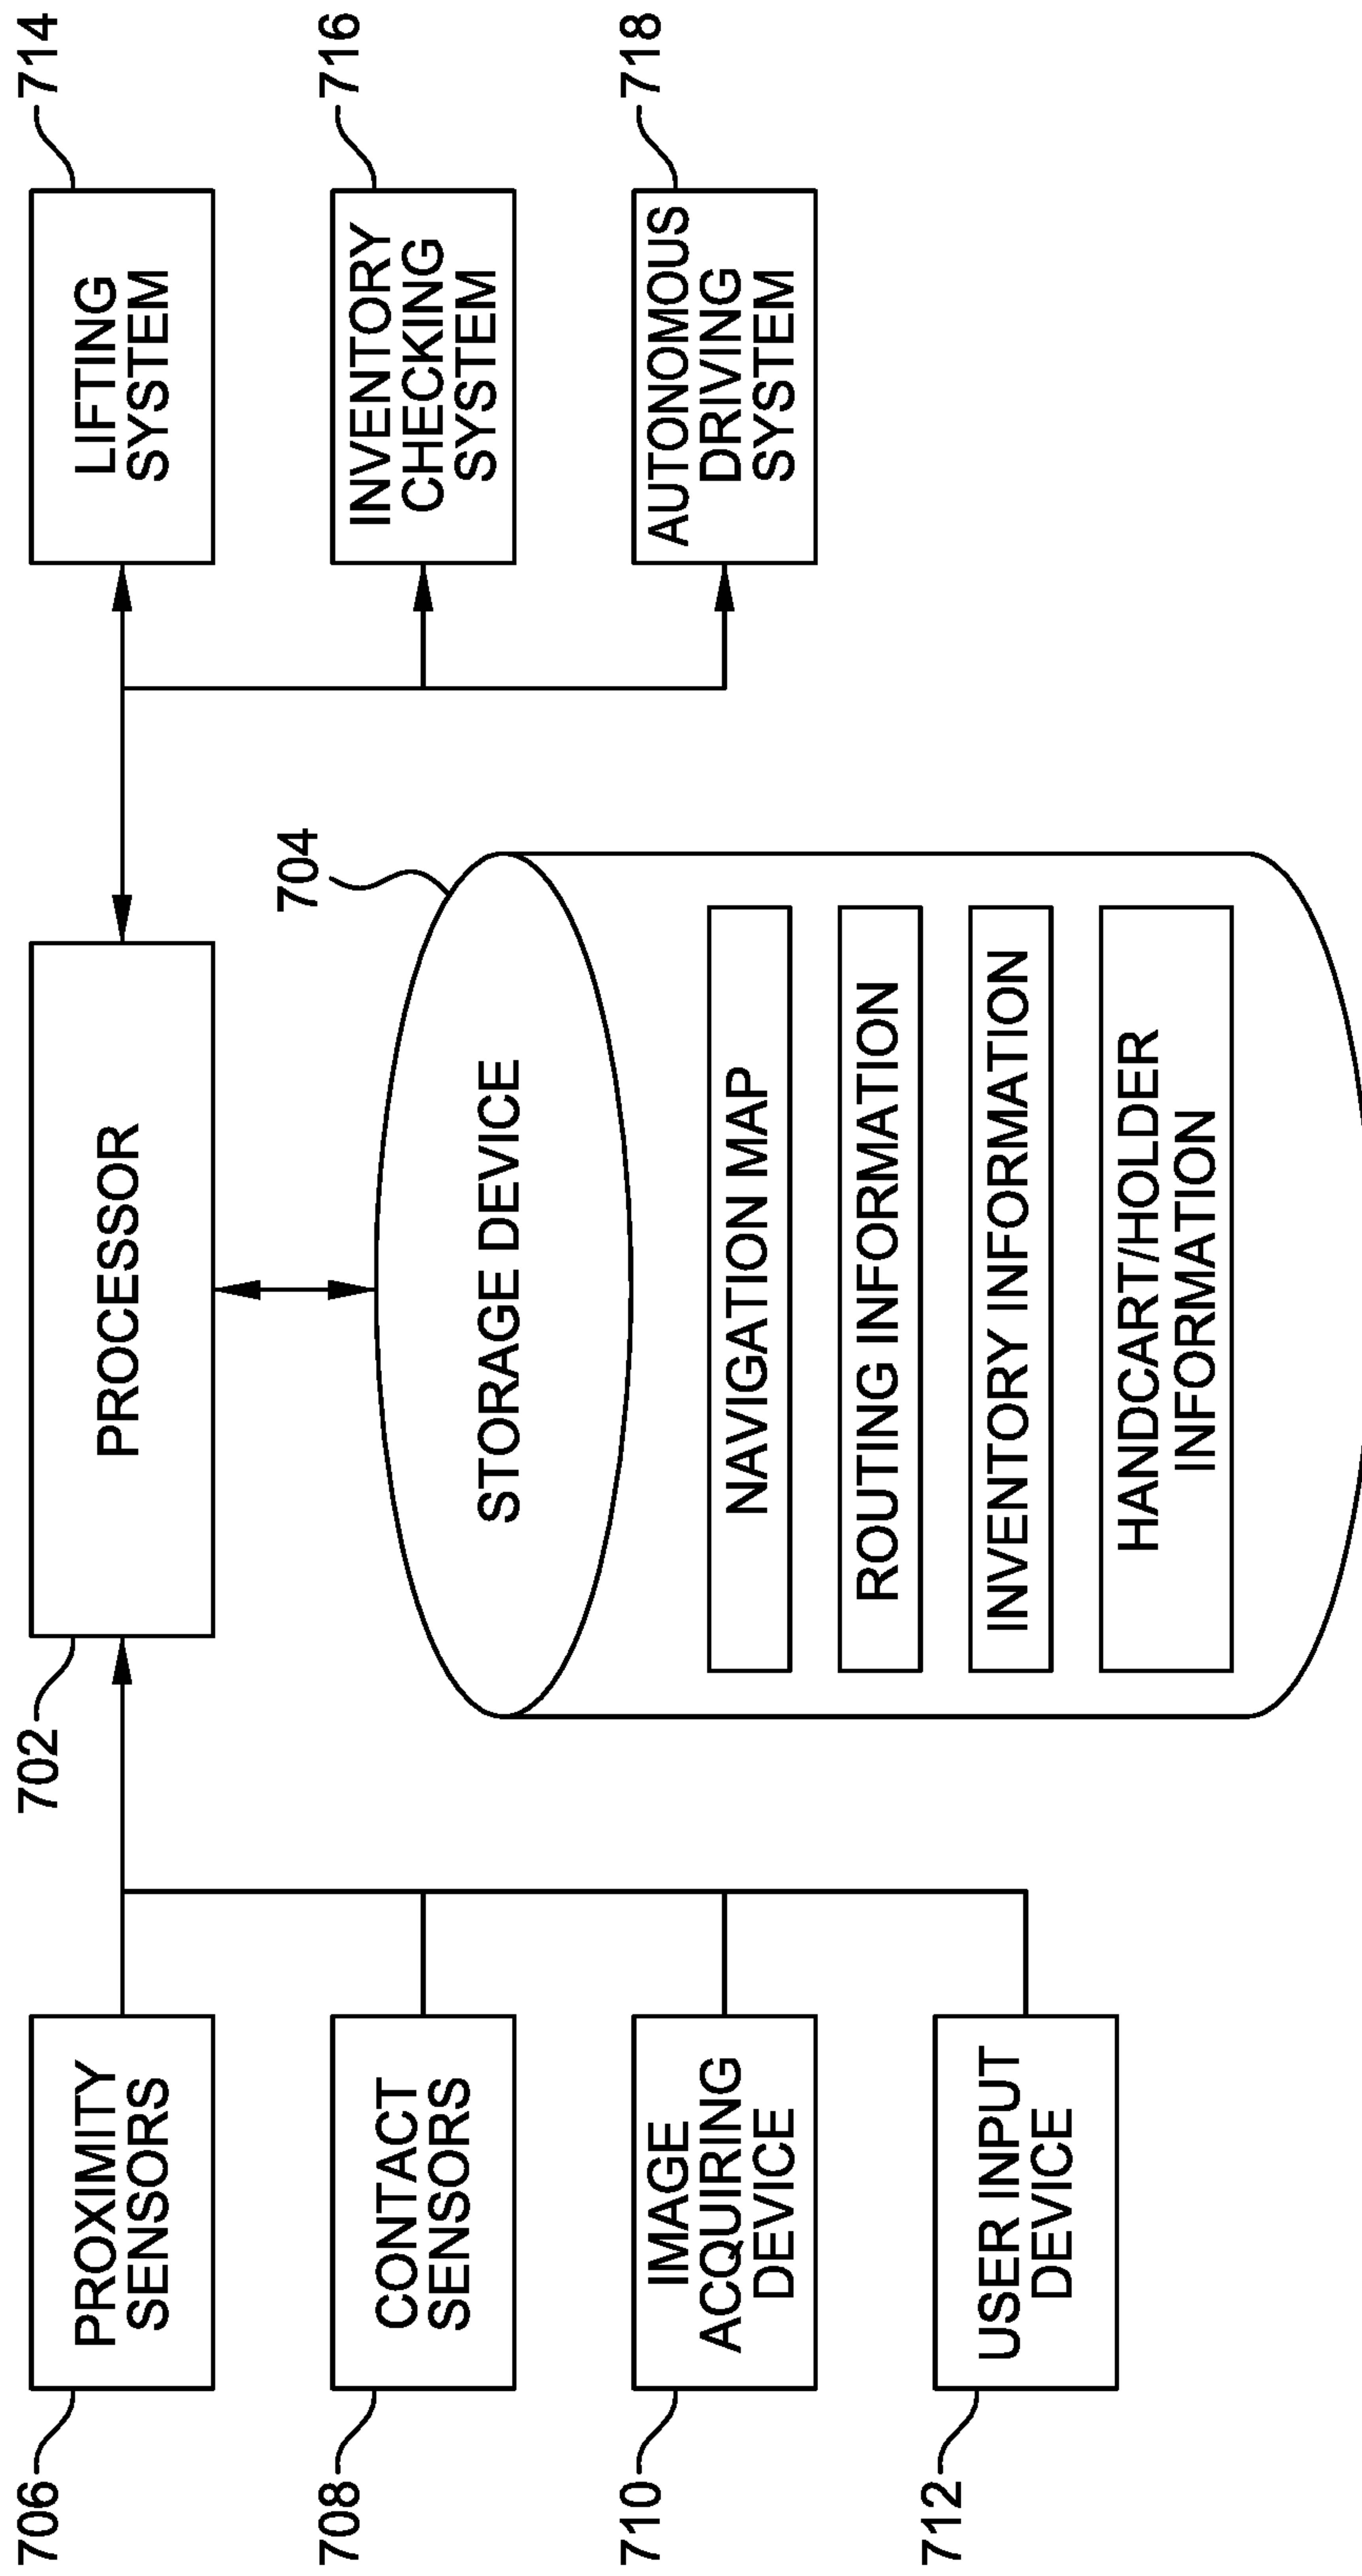 706
PROXIMITY
SENSORS
708
CONTACT
SENSORS
710
IMAGE
ACQUIRING
DEVICE
712
USER INPUT
DEVICE
702
PROCESSOR
704
STORAGE DEVICE
NAVIGATION MAP
ROUTING INFORMATION
INVENTORY INFORMATION
HANDCART/HOLDER
INFORMATION
714
LIFTING
SYSTEM
716
INVENTORY
CHECKING
SYSTEM
718
AUTONOMOUS
DRIVING
SYSTEM